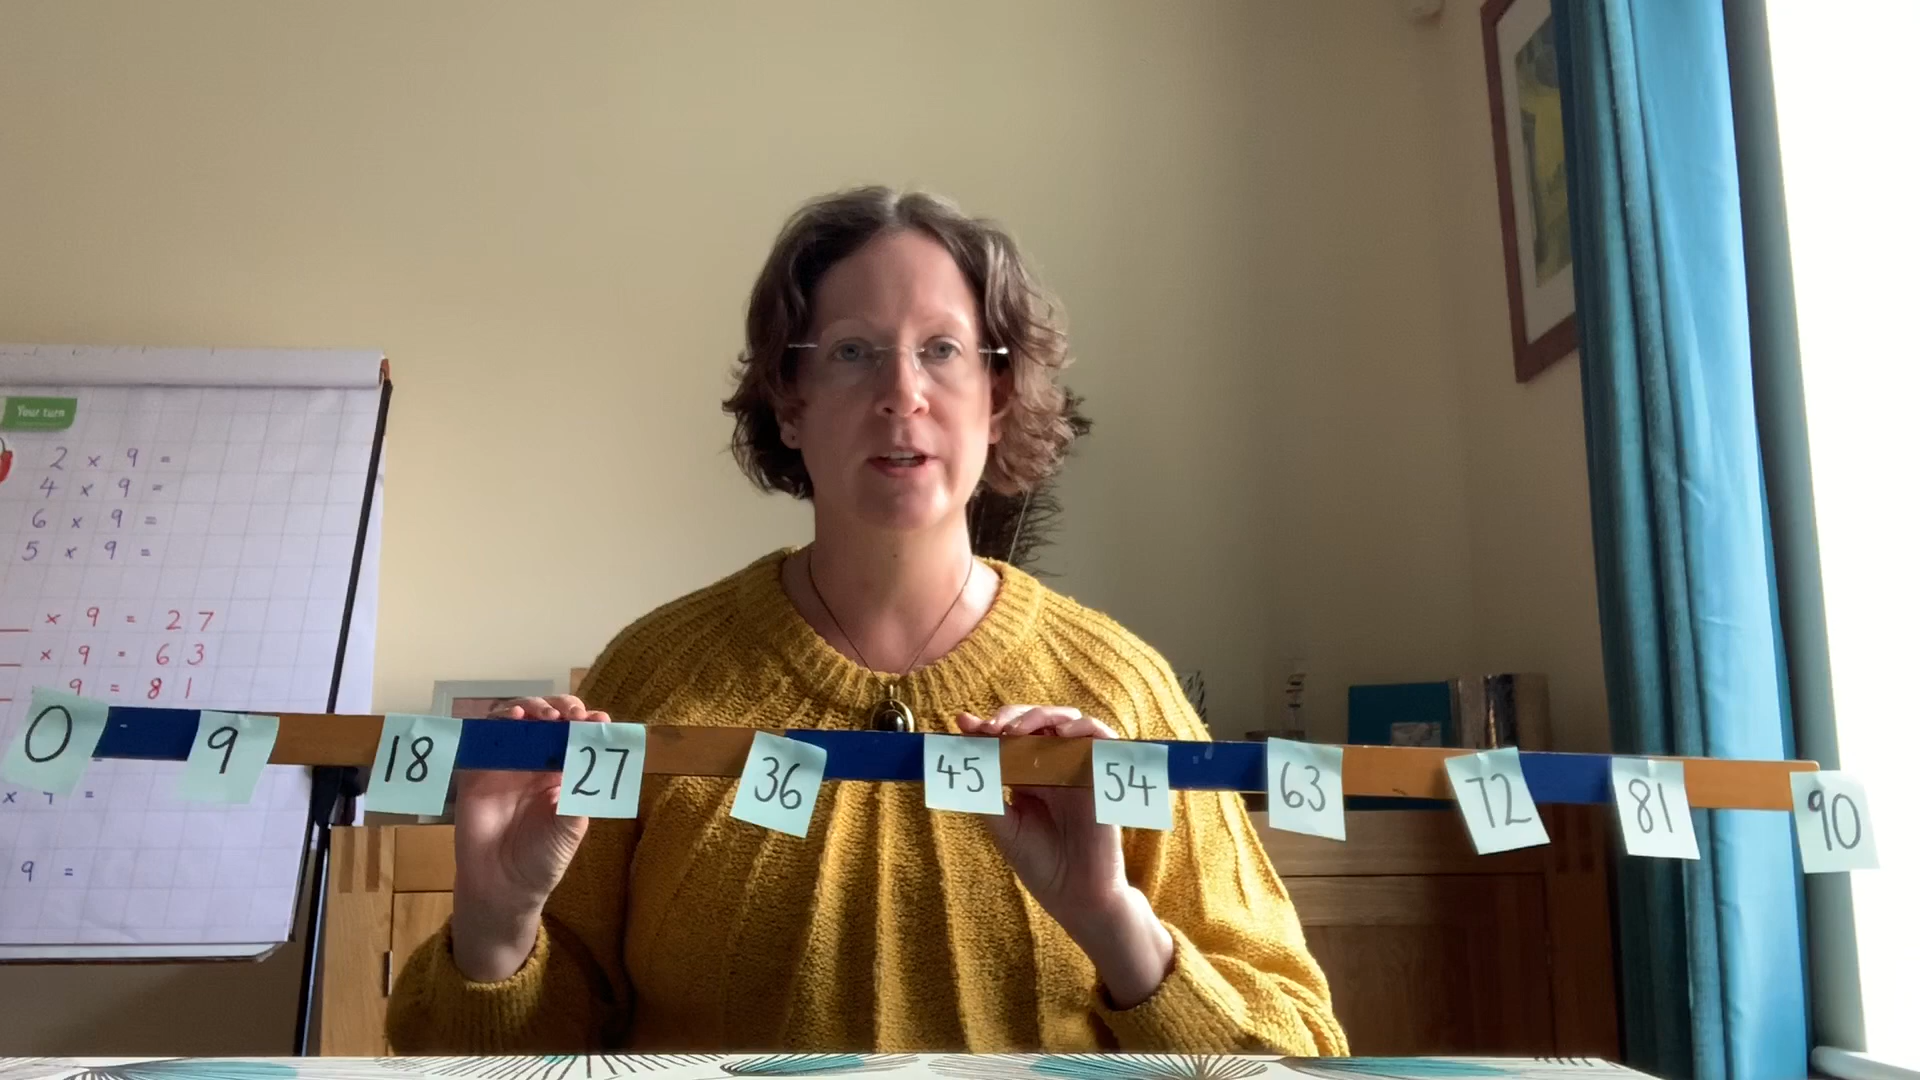 Your turn
2 x 9 =
4 x 9 =
6 x 9 =
5 x 9 =
x 9 = 27
x 9 = 63
9 = 81
0 9 18 27 36 45 54 63 72 81 90
x =
9 =